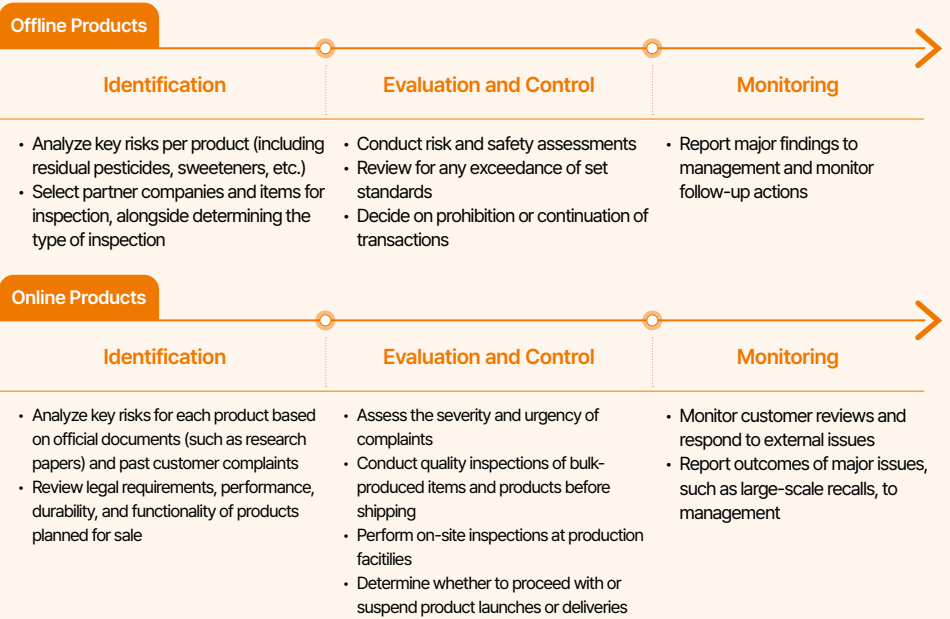 Offline Products
Identification
Evaluation and Control
Monitoring
• Analyze key risks per product (including
residual pesticides, sweeteners, etc.)
• Select partner companies and items for
inspection, alongside determining the
type of inspection
• Conduct risk and safety assessments
• Review for any exceedance of set
standards
• Decide on prohibition or continuation of
transactions
• Report major findings to
management and monitor
follow-up actions
Online Products
Identification
Evaluation and Control
Monitoring
• Analyze key risks for each product based
on official documents (such as research
papers) and past customer complaints
• Review legal requirements, performance,
durability, and functionality of products
planned for sale
• Assess the severity and urgency of
complaints
• Conduct quality inspections of bulk-
produced items and products before
shipping
• Perform on-site inspections at production
facitilies
• Determine whether to proceed with or
suspend product launches or deliveries
• Monitor customer reviews and
respond to external issues
• Report outcomes of major issues,
such as large-scale recalls, to
management